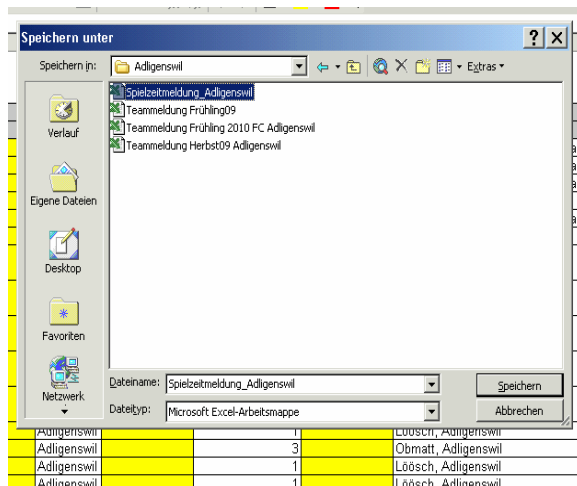 Speichern unter
Speichern in: Adligenswil Extras
Spielzeitmeldung_Adligenswil
Teammeldung Frühling09
Teammeldung Frühling 2010 FC Adligenswil
Teammeldung Herbst09 Adligenswil
Verlauf
Eigene Dateien
Desktop
Favoriten
Netzwerk
Dateiname: Spielzeitmeldung_Adligenswil Speichern
Dateityp: Microsoft Excel-Arbeitsmappe Abbrechen
Adligenswil 1 Löösch, Adligenswil
Adligenswil 3 Obmatt, Adligenswil
Adligenswil 1 Löösch, Adligenswil
Adligenswil 1 Löösch, Adligenswil